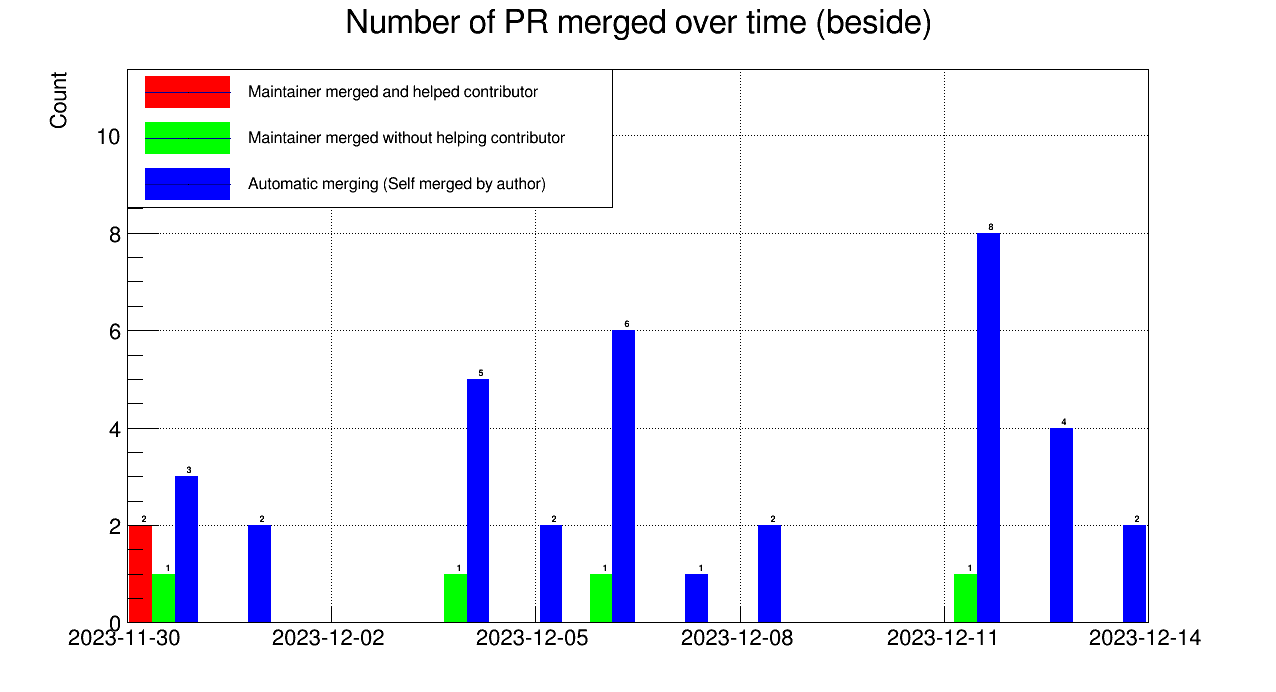 Number of PR merged over time (beside)
Count
Maintainer merged and helped contributor
Maintainer merged without helping contributor
Automatic merging (Self merged by author)
10
8
6
4
2
0
2 1 3 2 1 5 2 1 6 1 2 1 8 4 2
2023-11-30 2023-12-02 2023-12-05 2023-12-08 2023-12-11 2023-12-14